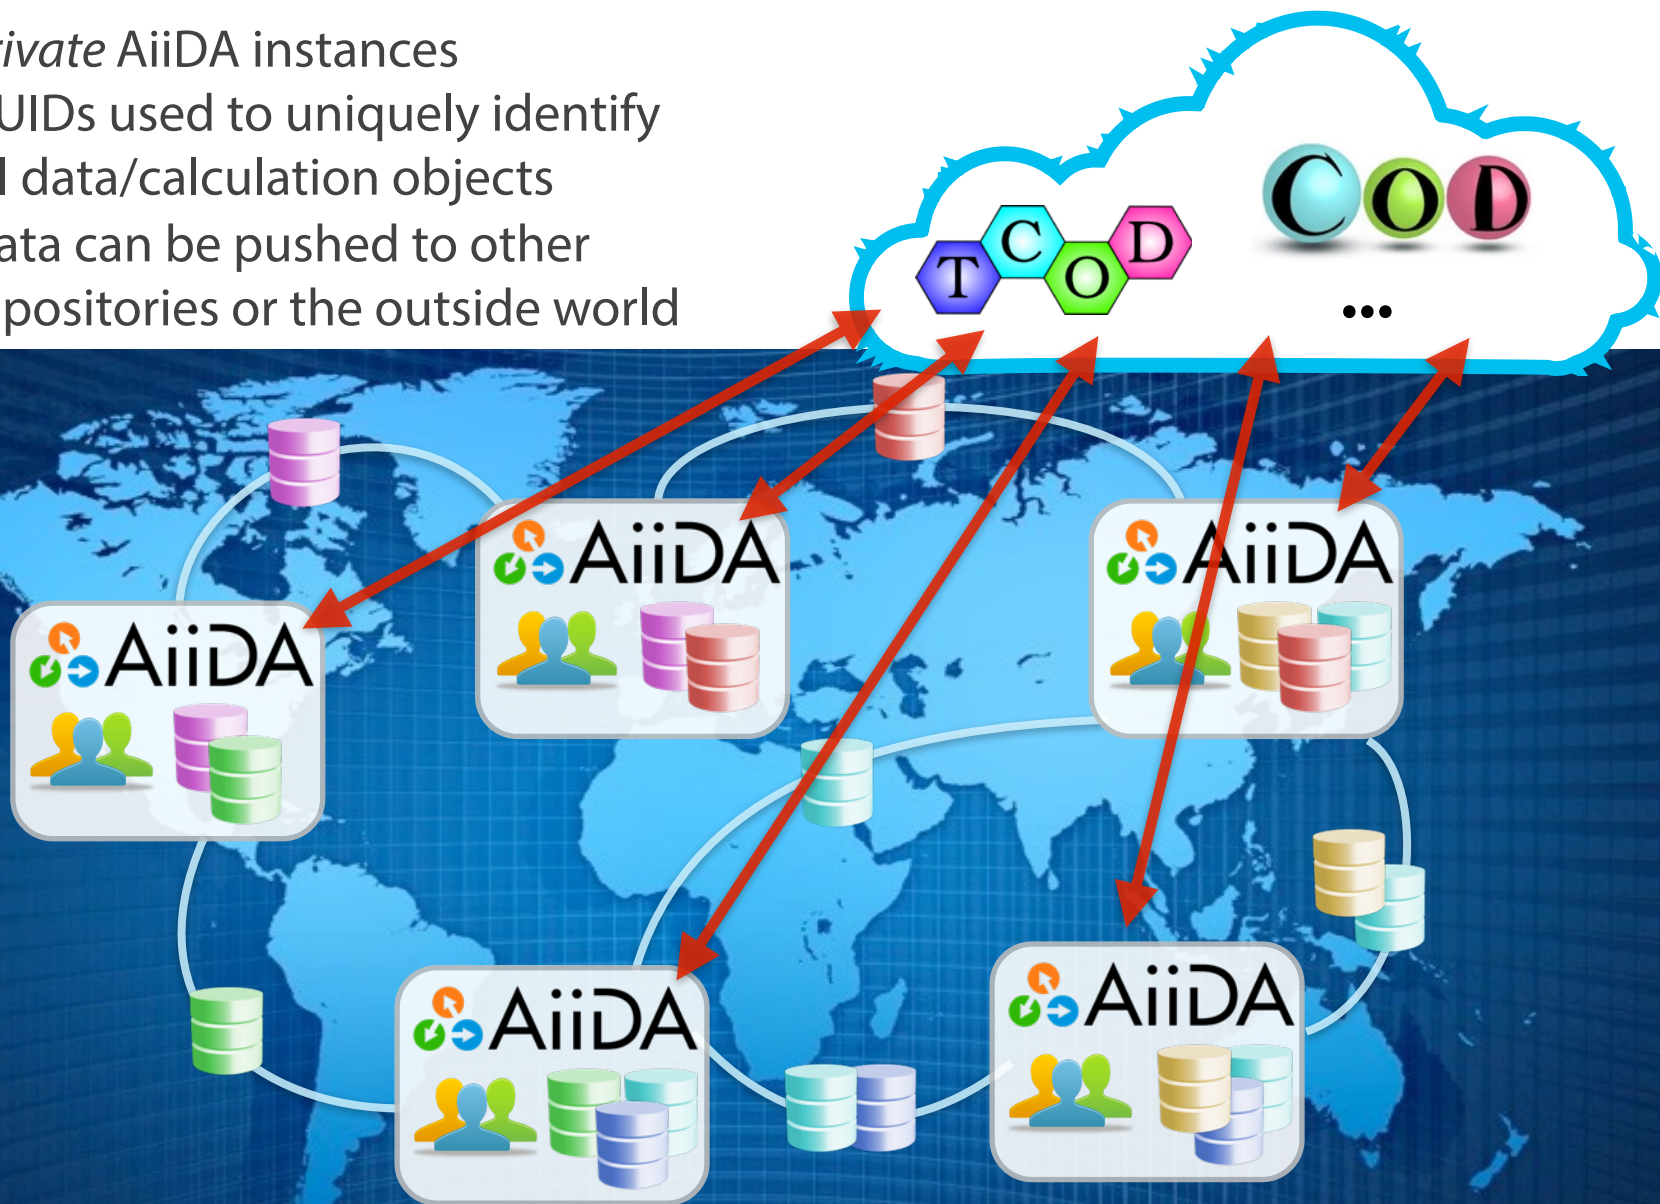 rivate AiiDA instances
UIDs used to uniquely identify
l data/calculation objects
ata can be pushed to other
positories or the outside world
TCOD
COD
...
AiiDA
AiiDA
AiiDA
AiiDA
AiiDA